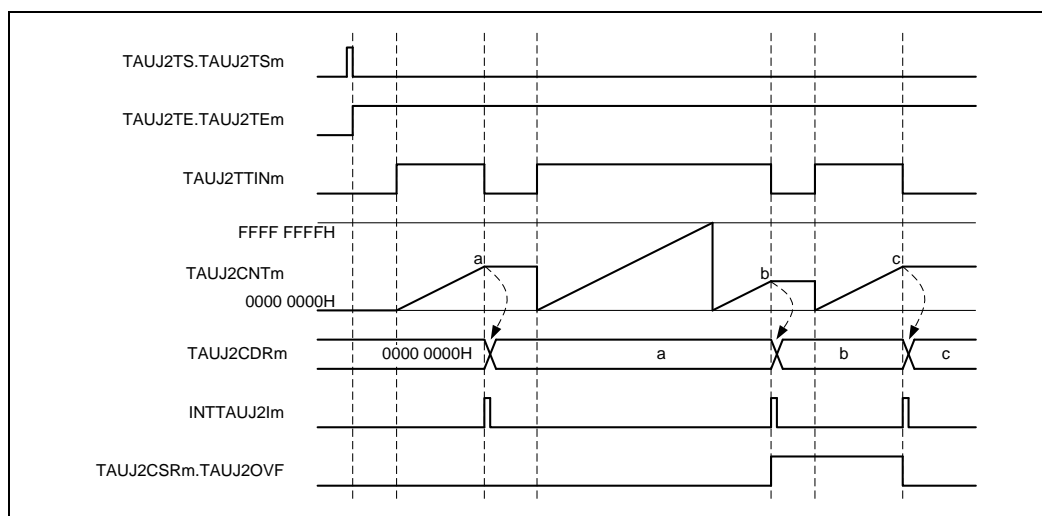 TAUJ2TS.TAUJ2TSm
TAUJ2TE.TAUJ2TEm
TAUJ2TTINm
FFFF FFFFH
TAUJ2CNTm
a
b
c
0000 0000H
TAUJ2CDRm
0000 0000H
a
b
c
INTTAUJ2Im
TAUJ2CSRm.TAUJ2OVF